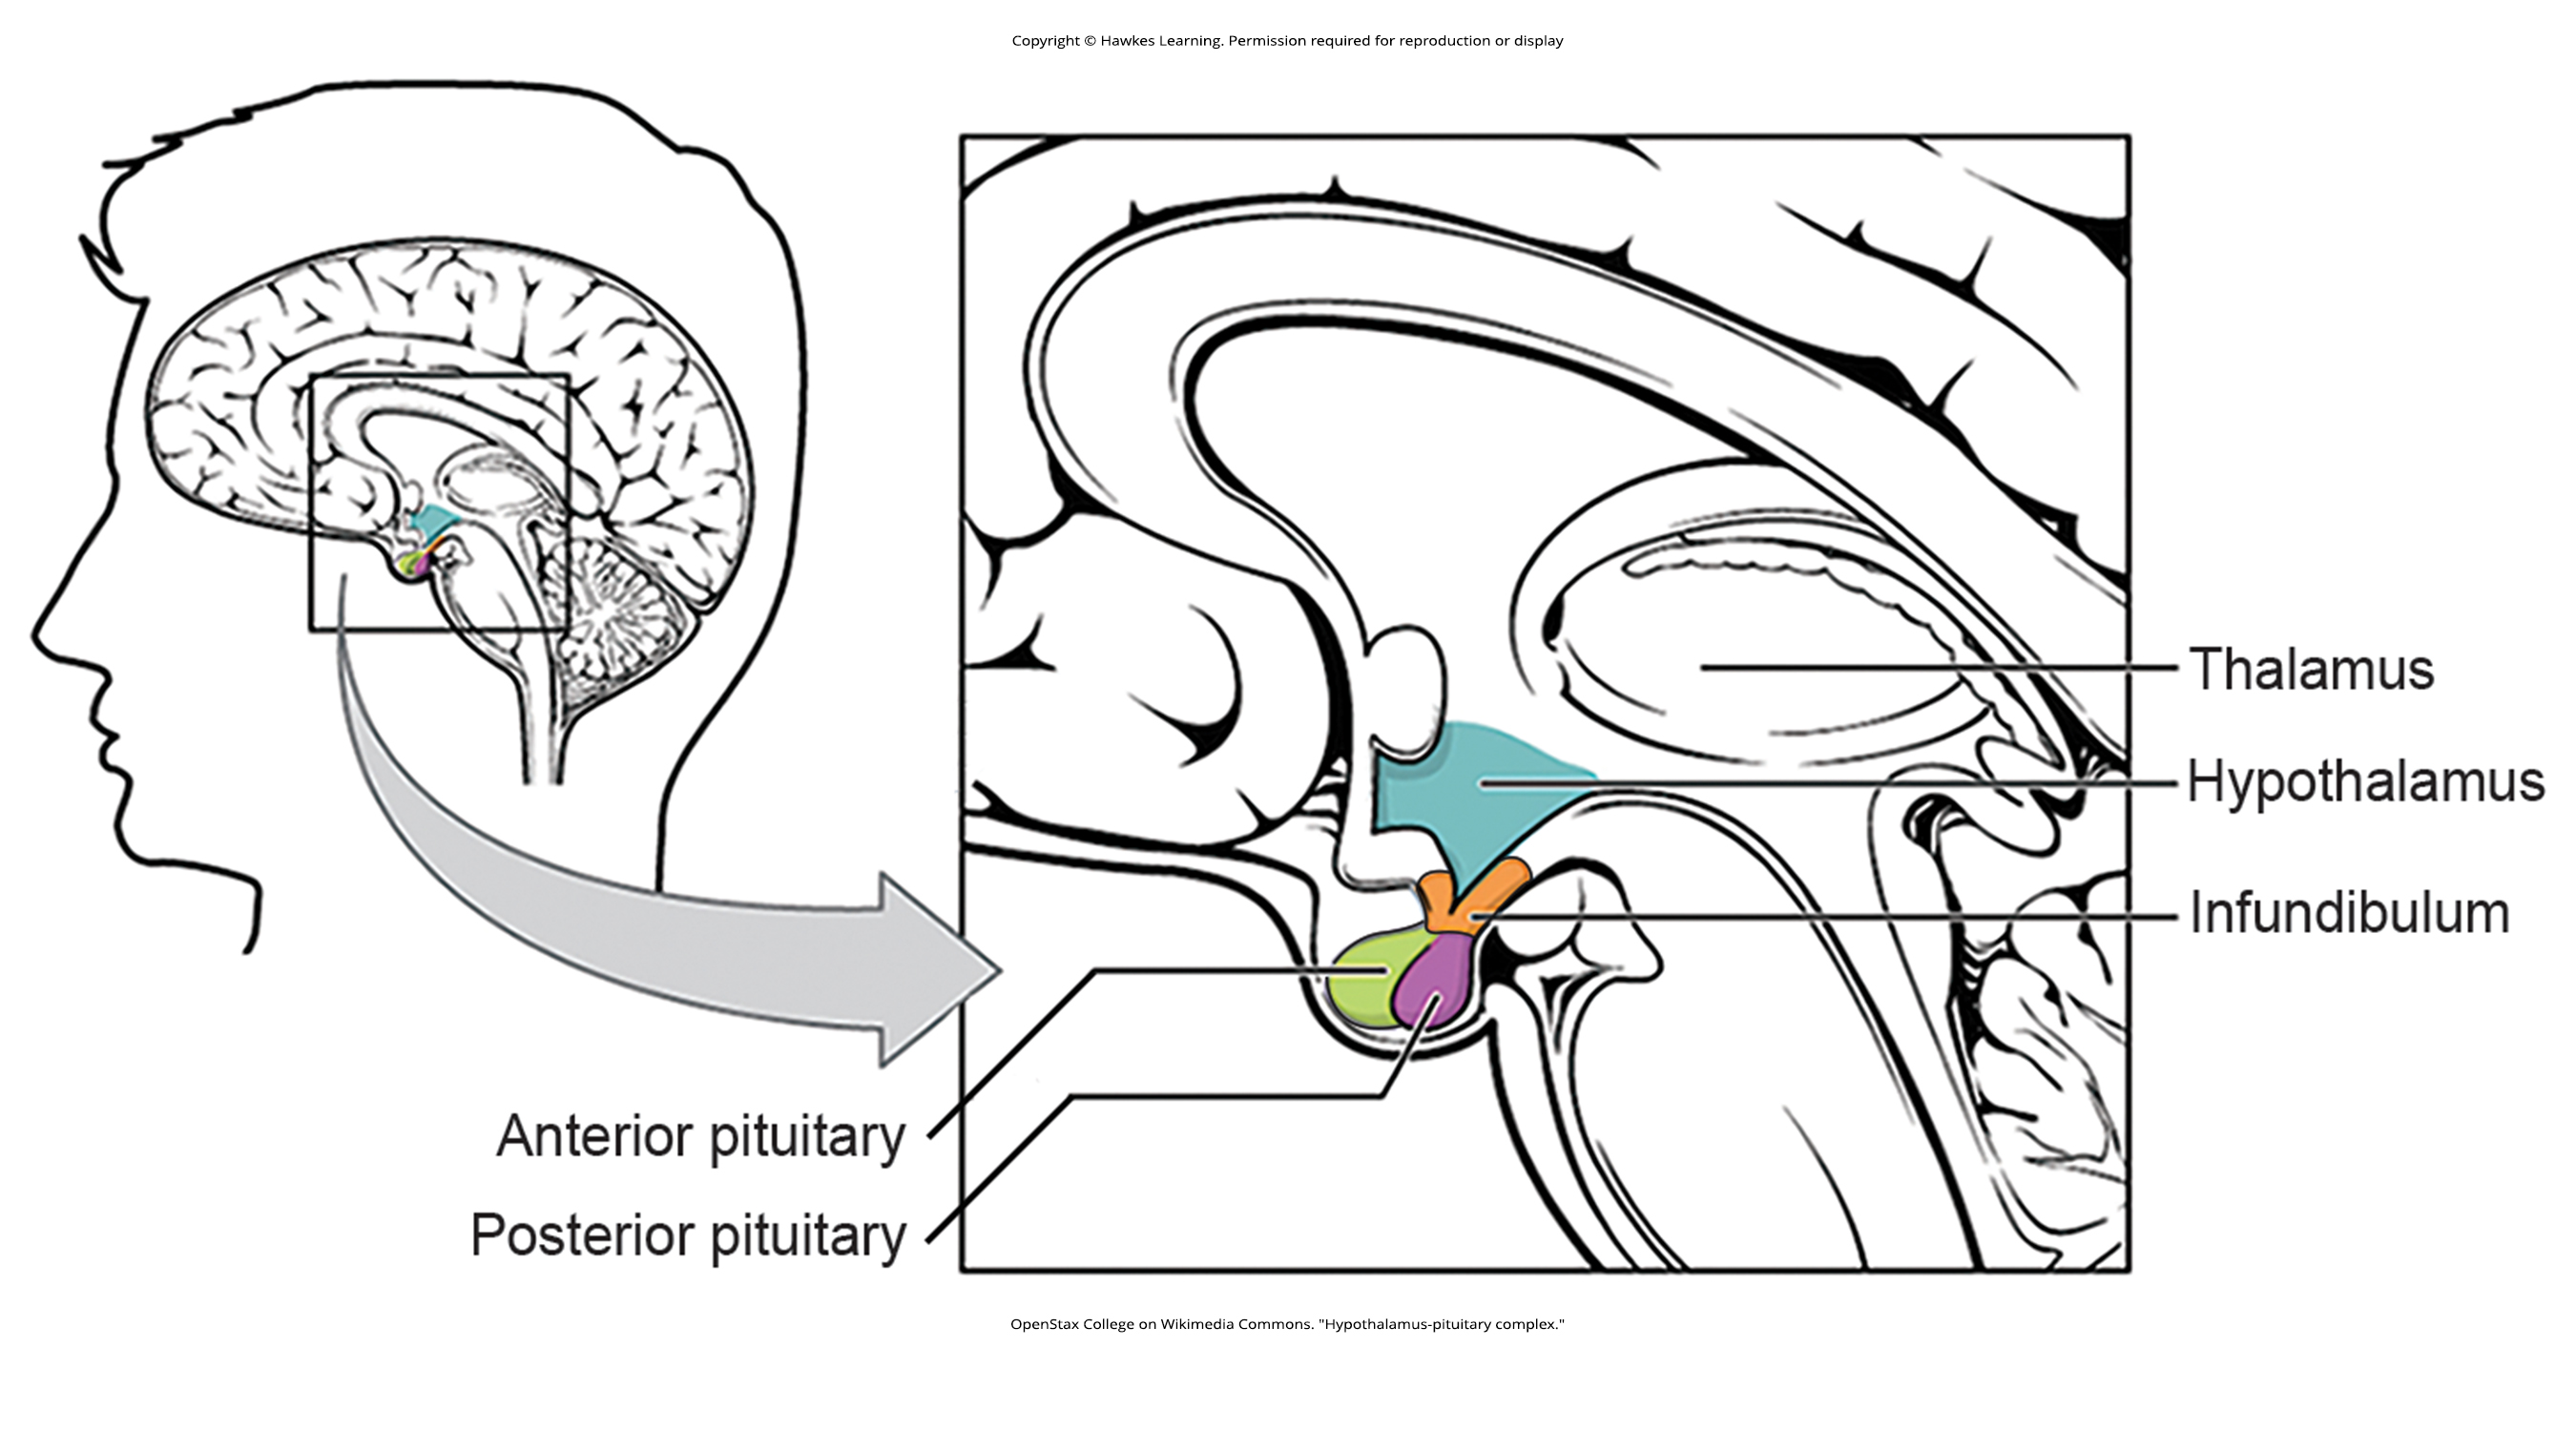 Copyright © Hawkes Learning. Permission required for reproduction or display
Thalamus
Hypothalamus
Infundibulum
Anterior pituitary
Posterior pituitary
OpenStax College on Wikimedia Commons. "Hypothalamus-pituitary complex."